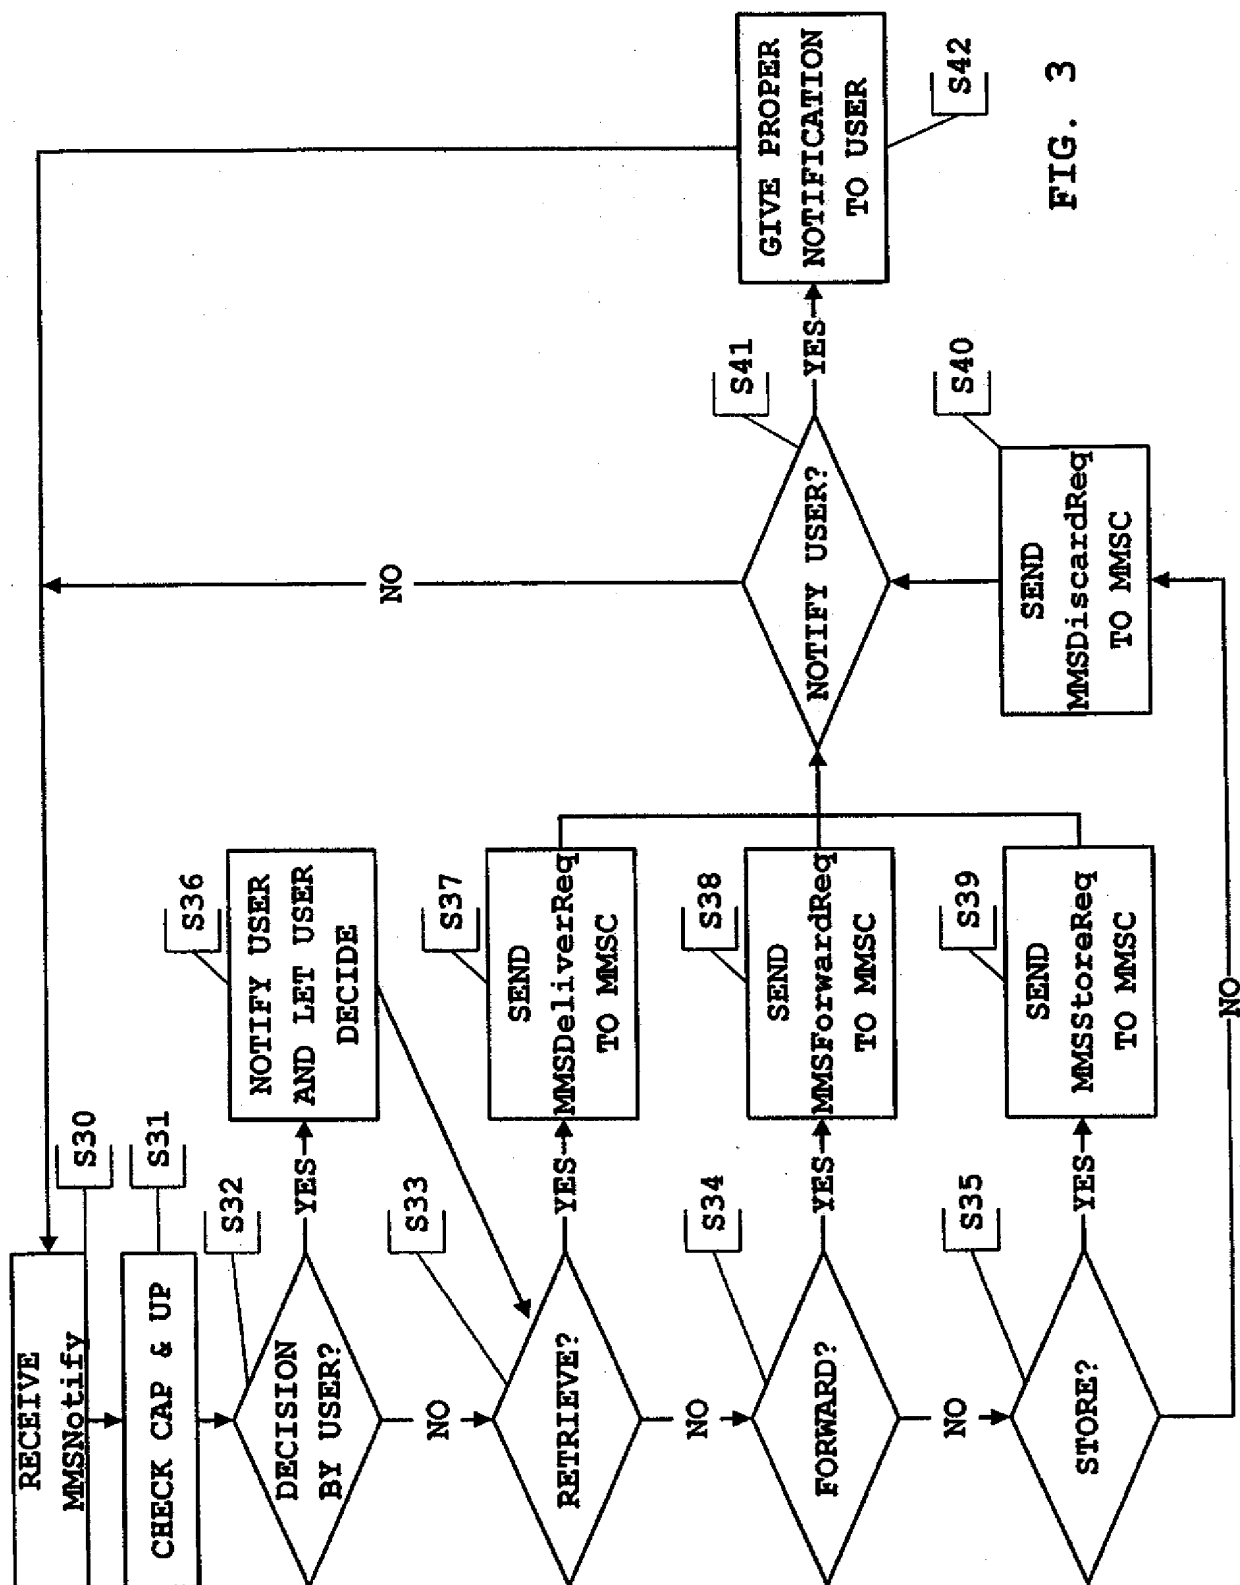 RECEIVE
MMSNotify
S30
CHECK CAP & UP
S31
DECISION
BY USER?
S32
YES
NO
NOTIFY USER
AND LET USER
DECIDE
S36
RETRIEVE?
S33
YES
NO
SEND
MMSDeliverReq
TO MMSC
S37
FORWARD?
S34
YES
NO
SEND
MMSForwardReq
TO MMSC
S38
STORE?
S35
YES
NO
SEND
MMSStoreReq
TO MMSC
S39
SEND
MMSDiscardReq
TO MMSC
S40
NOTIFY USER?
S41
NO
YES
GIVE PROPER
NOTIFICATION
TO USER
S42
FIG. 3